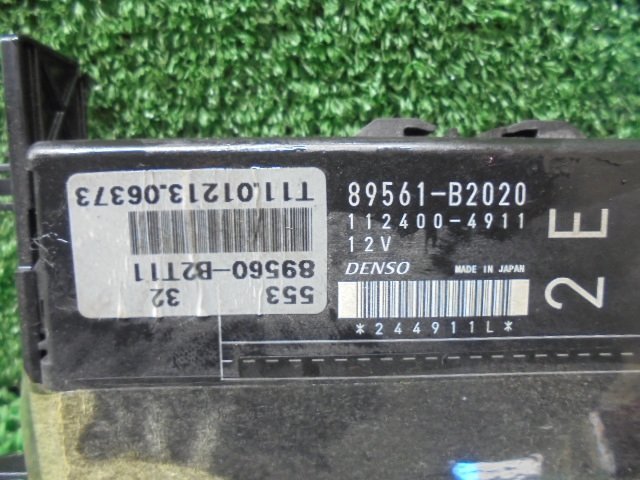 89561-B2020
112400-4911
12V
DENSO MADE IN JAPAN
*244911L*
2E
553 32
89560-B2T11
T11.01213.06373